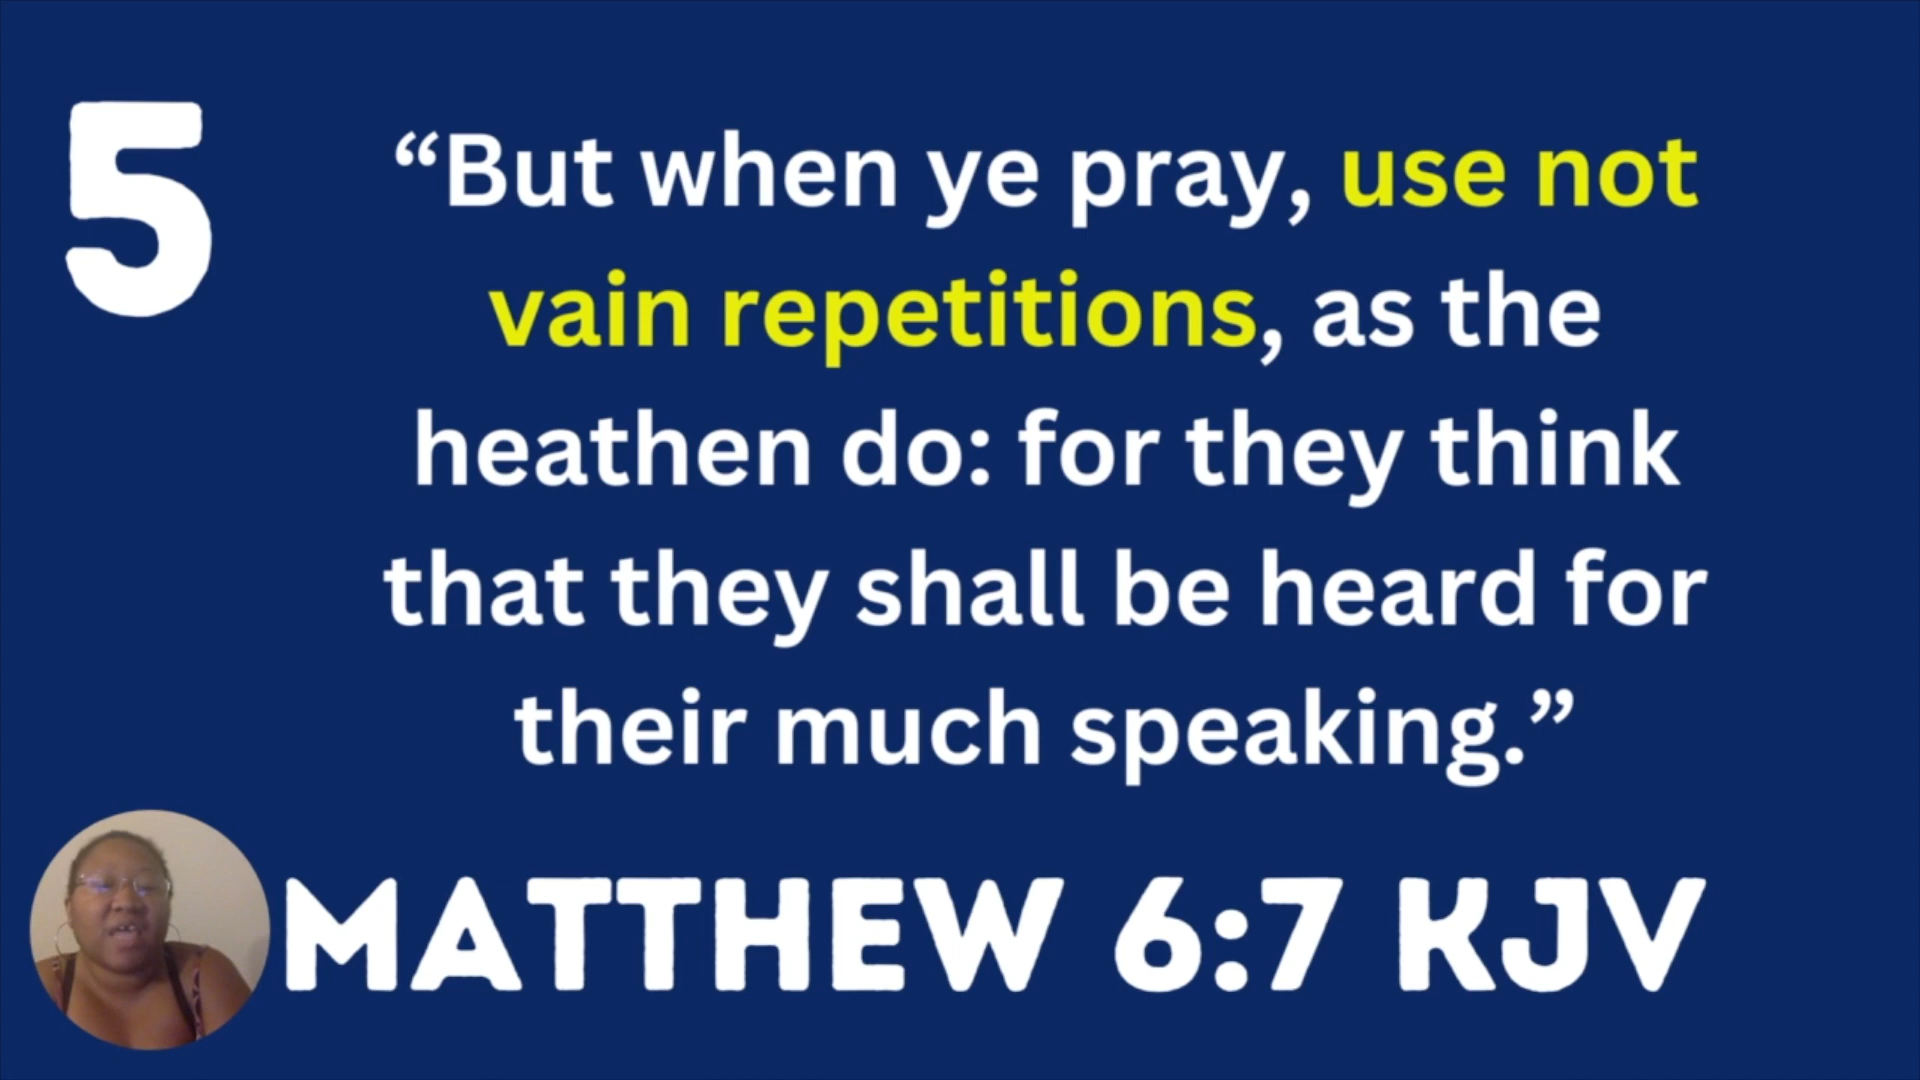 5
“But when ye pray, use not
vain repetitions, as the
heathen do: for they think
that they shall be heard for
their much speaking.”
MATTHEW 6:7 KJV